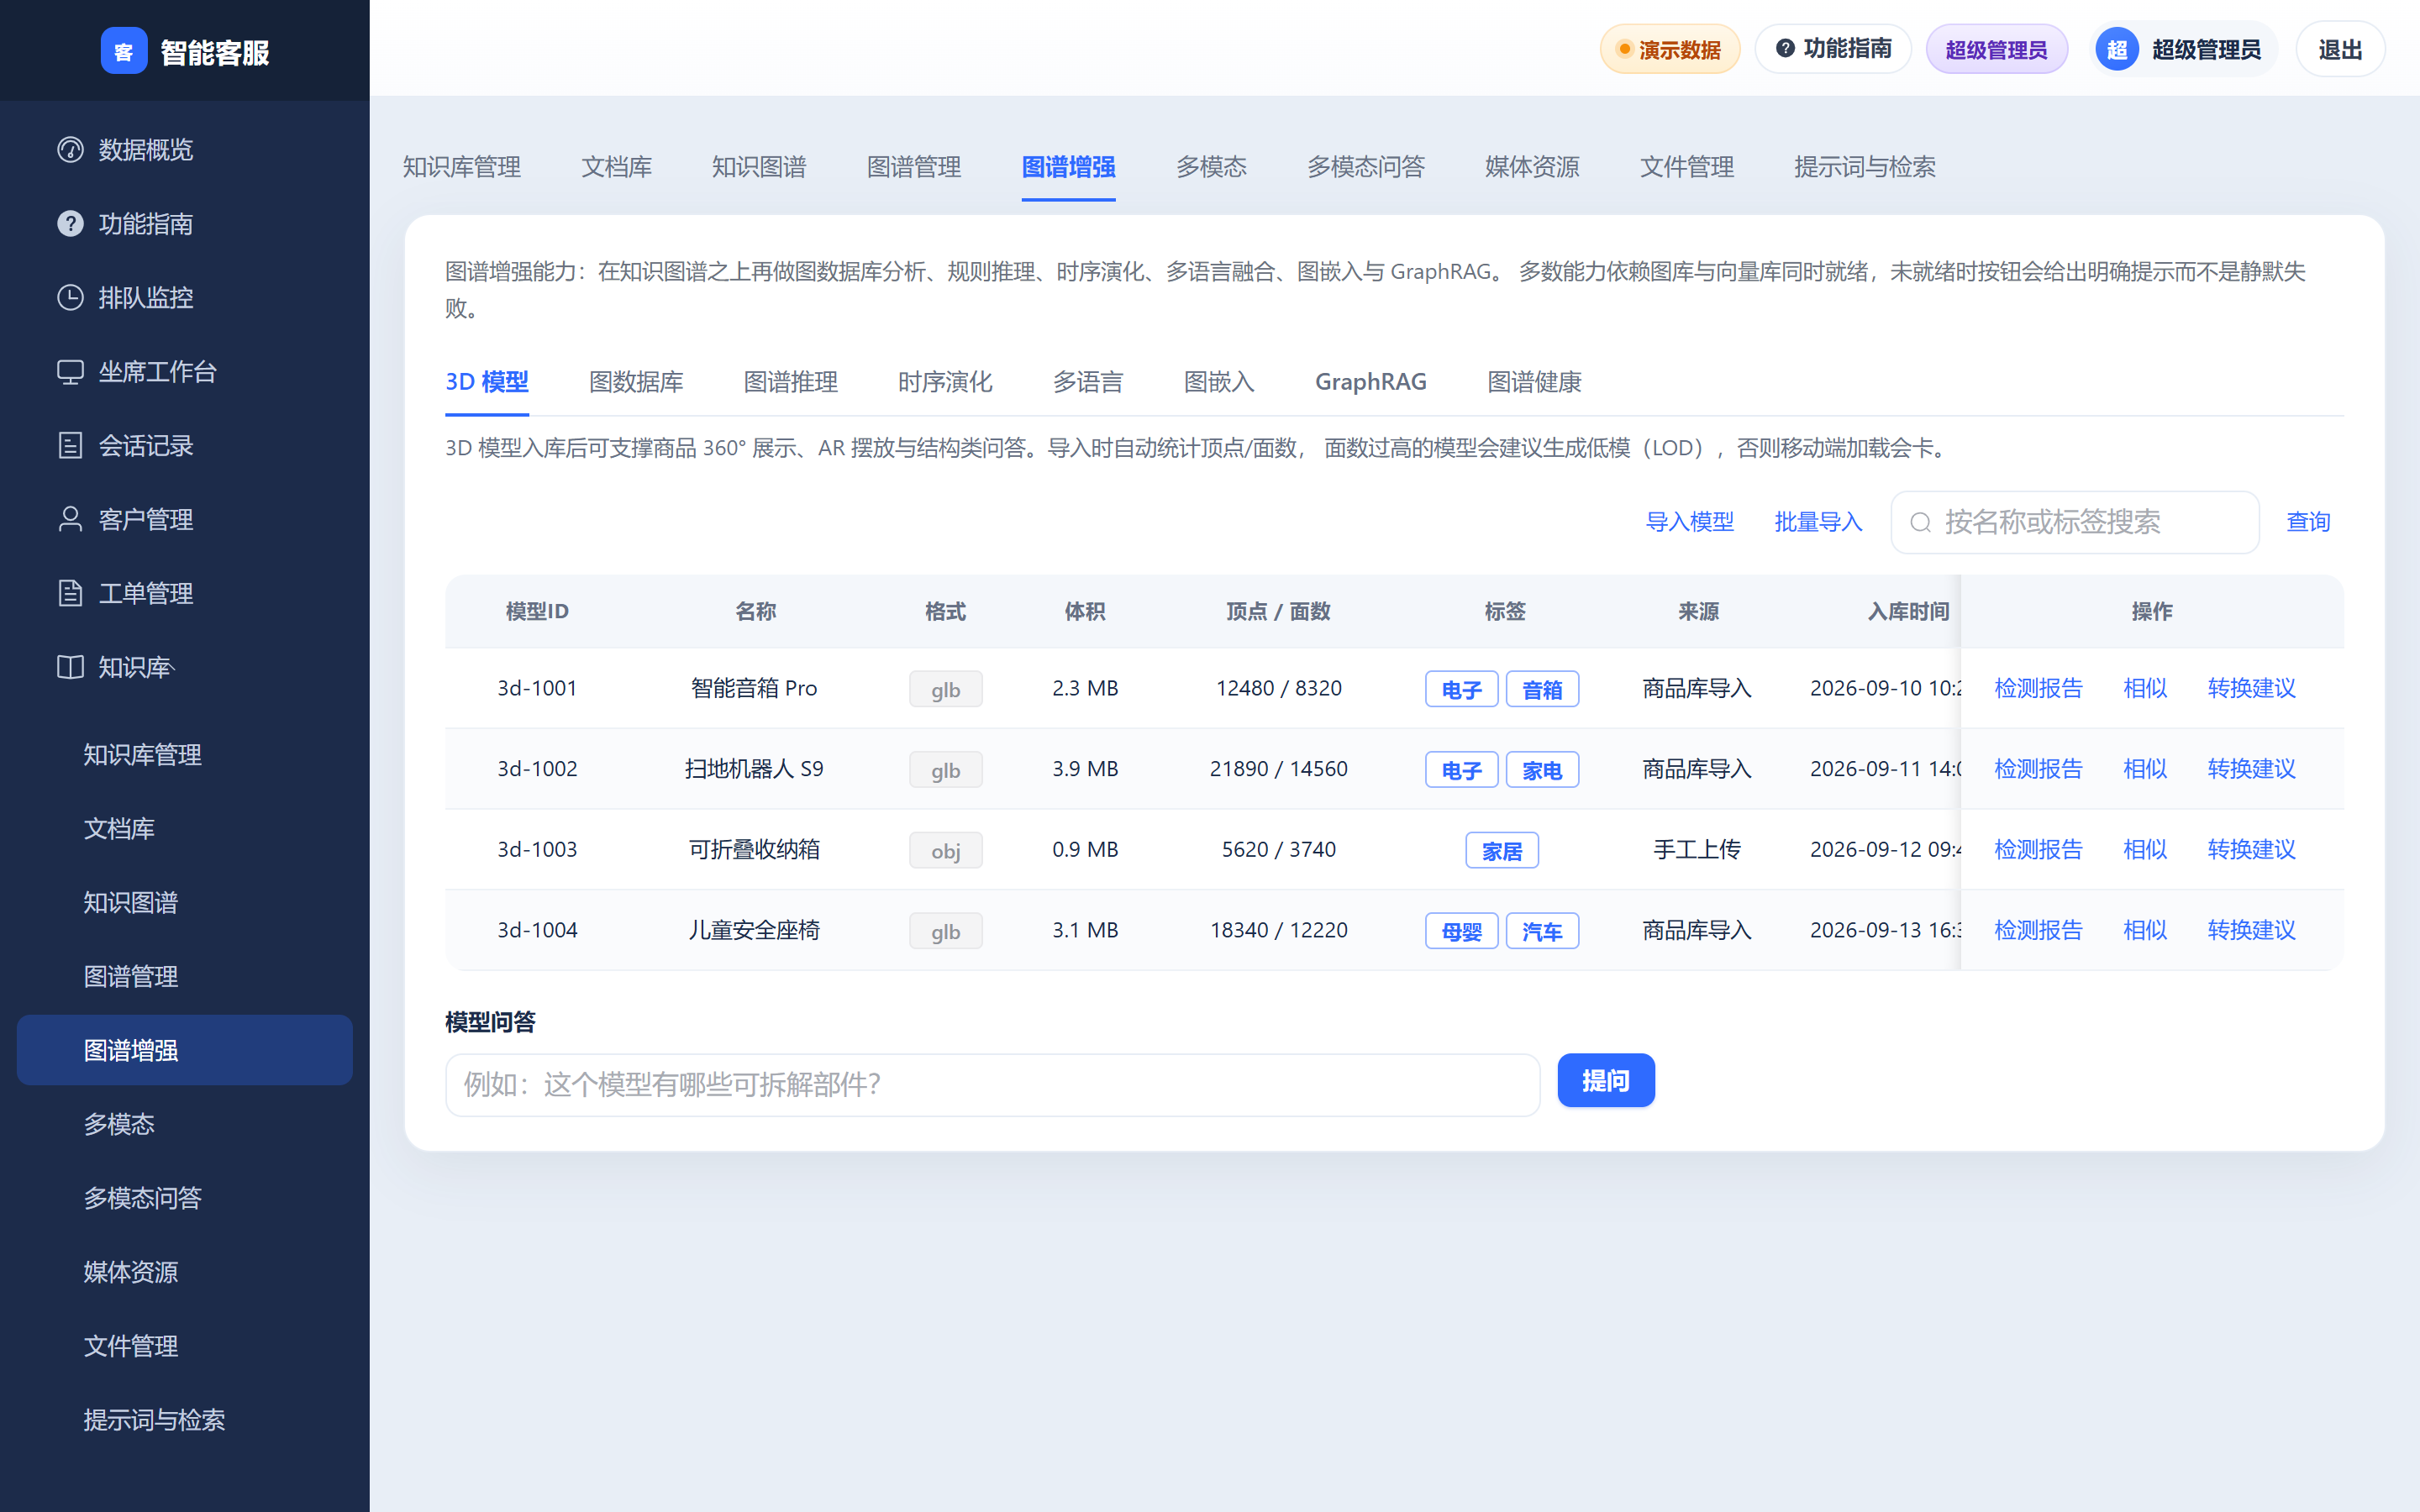 客 智能客服
演示数据
功能指南
超级管理员
超 超级管理员
退出
数据概览
功能指南
排队监控
坐席工作台
会话记录
客户管理
工单管理
知识库
知识库管理
文档库
知识图谱
图谱管理
图谱增强
多模态
多模态问答
媒体资源
文件管理
提示词与检索
知识库管理 文档库 知识图谱 图谱管理 图谱增强 多模态 多模态问答 媒体资源 文件管理 提示词与检索
图谱增强能力：在知识图谱之上再做图数据库分析、规则推理、时序演化、多语言融合、图嵌入与 GraphRAG。 多数能力依赖图库与向量库同时就绪，未就绪时按钮会给出明确提示而不是静默失
败。
3D 模型 图数据库 图谱推理 时序演化 多语言 图嵌入 GraphRAG 图谱健康
3D 模型入库后可支撑商品 360° 展示、AR 摆放与结构类问答。导入时自动统计顶点/面数， 面数过高的模型会建议生成低模（LOD），否则移动端加载会卡。
导入模型 批量导入 按名称或标签搜索 查询
模型ID 名称 格式 体积 顶点 / 面数 标签 来源 入库时间 操作
3d-1001 智能音箱 Pro glb 2.3 MB 12480 / 8320 电子 音箱 商品库导入 2026-09-10 10:2 检测报告 相似 转换建议
3d-1002 扫地机器人 S9 glb 3.9 MB 21890 / 14560 电子 家电 商品库导入 2026-09-11 14:0 检测报告 相似 转换建议
3d-1003 可折叠收纳箱 obj 0.9 MB 5620 / 3740 家居 手工上传 2026-09-12 09:4 检测报告 相似 转换建议
3d-1004 儿童安全座椅 glb 3.1 MB 18340 / 12220 母婴 汽车 商品库导入 2026-09-13 16:3 检测报告 相似 转换建议
模型问答
例如：这个模型有哪些可拆解部件？
提问